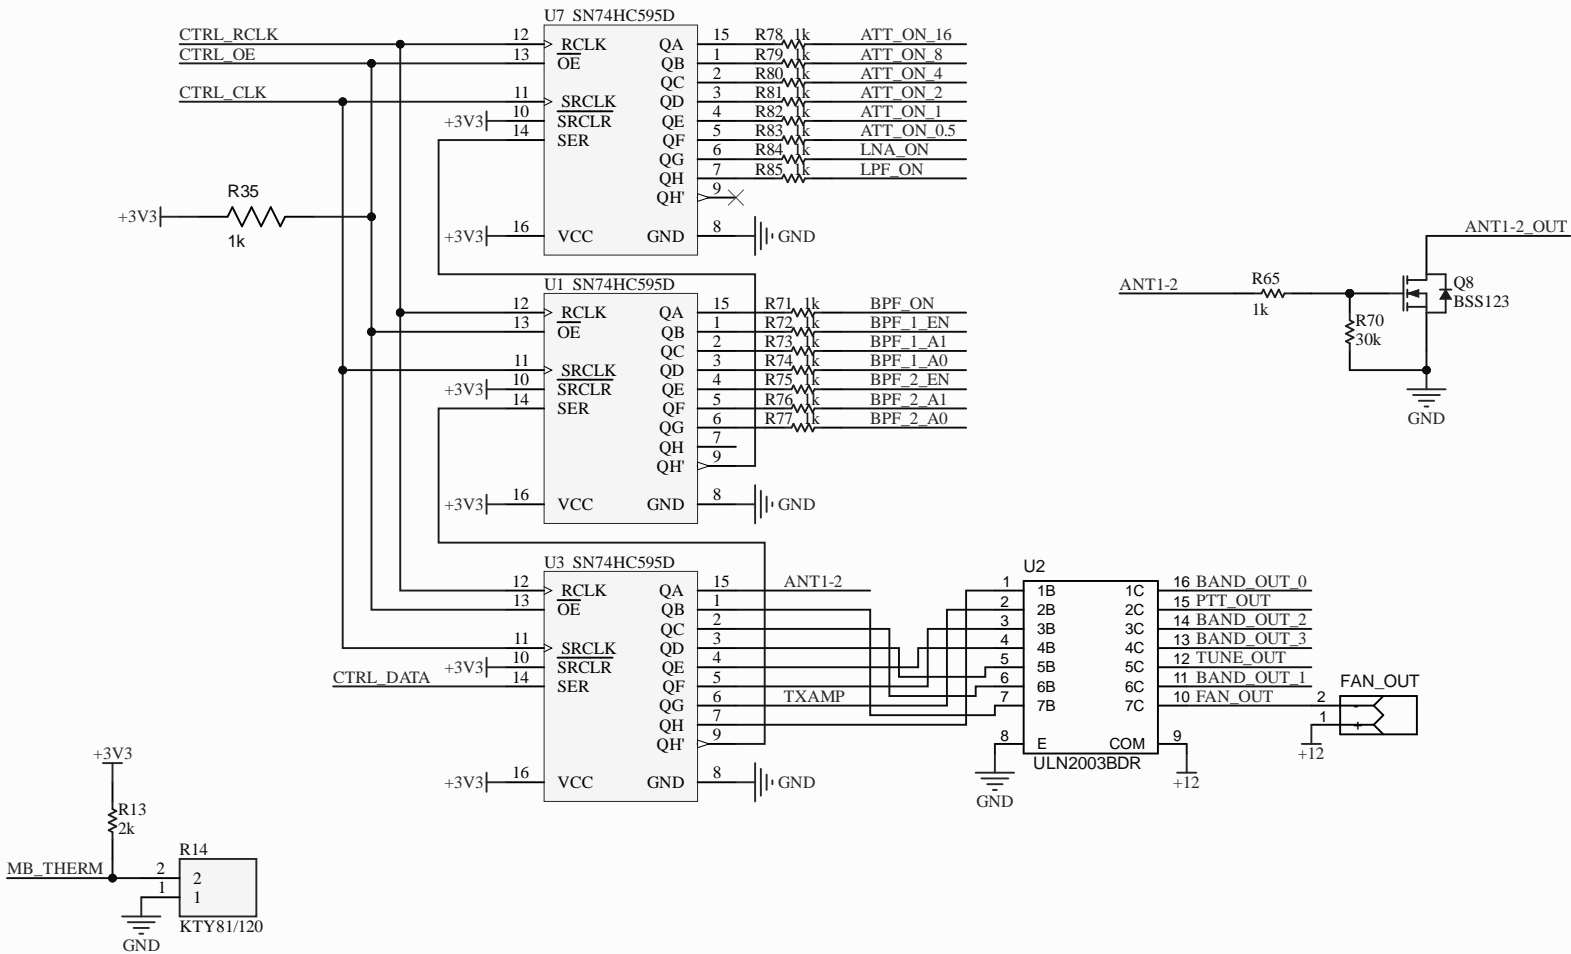 U7 SN74HC595D
CTRL_RCLK 12 RCLK QA 15 R78 1k ATT_ON_16
CTRL_OE 13 OE QB 1 R79 1k ATT_ON_8
QC 2 R80 1k ATT_ON_4
CTRL_CLK 11 SRCLK QD 3 R81 1k ATT_ON_2
+3V3 10 SRCLR QE 4 R82 1k ATT_ON_1
14 SER QF 5 R83 1k ATT_ON_0.5
QG 6 R84 1k LNA_ON
QH 7 R85 1k LPF_ON
QH' 9
R35
+3V3
1k
+3V3 16 VCC GND 8 GND
ANT1-2_OUT
U1 SN74HC595D
ANT1-2 R65 1k
Q8
BSS123
R70
30k
GND
12 RCLK QA 15 R71 1k BPF_ON
13 OE QB 1 R72 1k BPF_1_EN
QC 2 R73 1k BPF_1_A1
11 SRCLK QD 3 R74 1k BPF_1_A0
+3V3 10 SRCLR QE 4 R75 1k BPF_2_EN
14 SER QF 5 R76 1k BPF_2_A1
QG 6 R77 1k BPF_2_A0
QH 7
QH' 9
+3V3 16 VCC GND 8 GND
U3 SN74HC595D
12 RCLK QA 15 ANT1-2
13 OE QB 1
QC 2
11 SRCLK QD 3
+3V3 10 SRCLR QE 4
CTRL_DATA 14 SER QF 5
QG 6 TXAMP
QH 7
QH' 9
+3V3 16 VCC GND 8 GND
U2
1 1B 1C 16 BAND_OUT_0
2 2B 2C 15 PTT_OUT
3 3B 3C 14 BAND_OUT_2
4 4B 4C 13 BAND_OUT_3
5 5B 5C 12 TUNE_OUT
6 6B 6C 11 BAND_OUT_1
7 7B 7C 10 FAN_OUT
8 E COM 9
ULN2003BDR
GND
+12
FAN_OUT
2 -
1 +
+12
+3V3
R13
2k
R14
MB_THERM 2 2
1 1
KTY81/120
GND